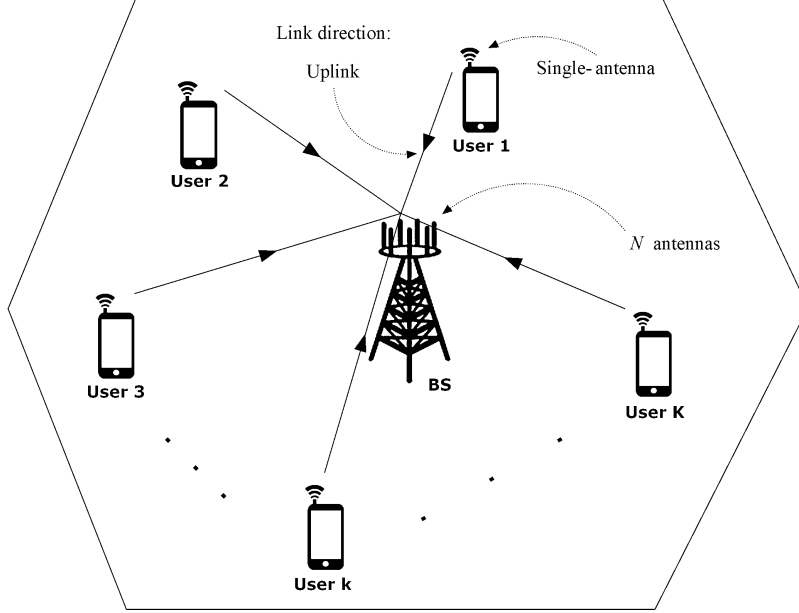 Link direction:
Uplink
Single-antenna
User 1
User 2
N antennas
User 3
BS
User K
User k